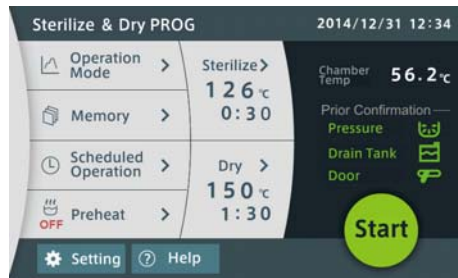 Sterilize & Dry PROG
2014/12/31 12:34
Operation
Mode >
Memory >
Scheduled
Operation >
Preheat >
OFF
Sterilize>
126℃
0:30
Dry >
150℃
1:30
Chamber
Temp 56.2℃
Prior Confirmation
Pressure
Drain Tank
Door
Start
Setting
? Help